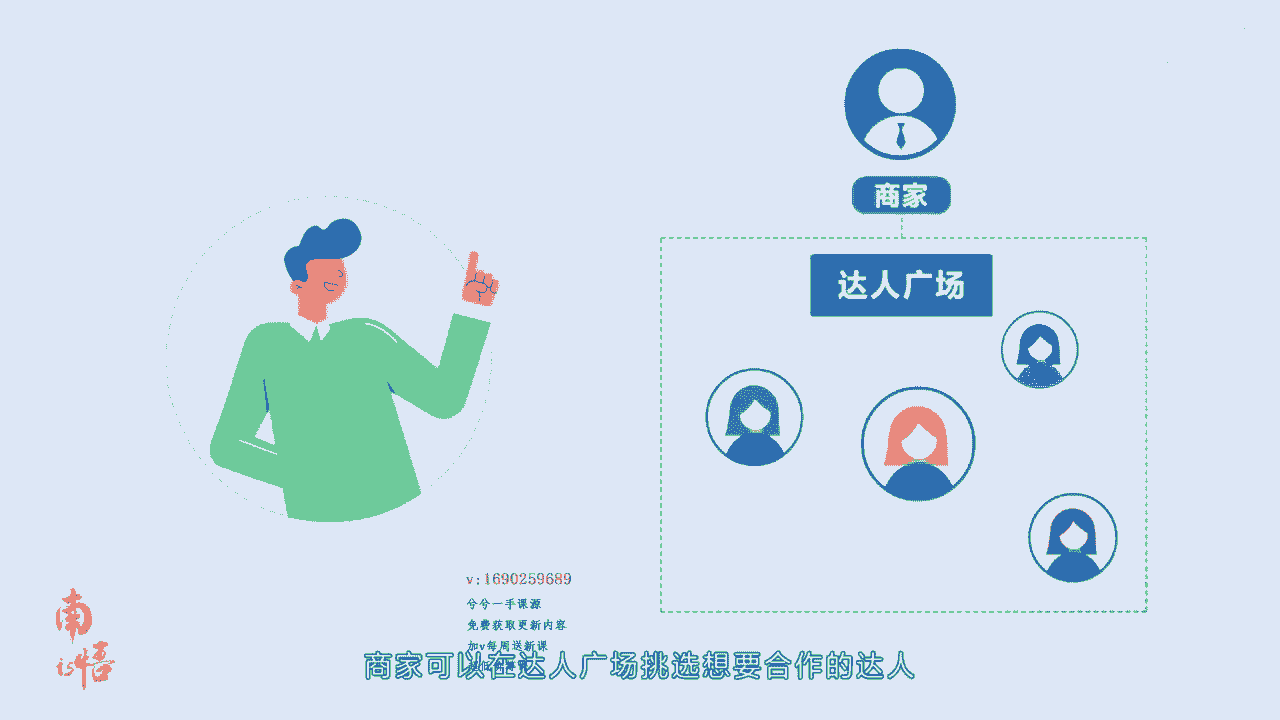 商家
达人广场
v:1690259689
兮兮一手课源
免费获取更新内容
加v每周送新课
商家可以在达人广场挑选想要合作的达人
南
悟